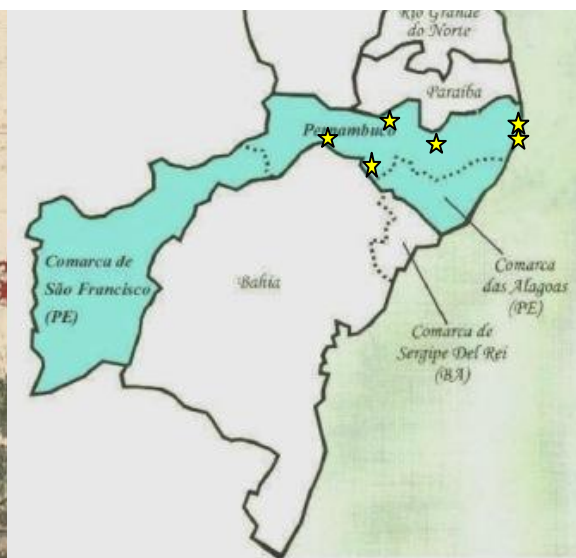 Rio Grande
do Norte
Paraíba
Pernambuco
Comarca de
São Francisco
(PE)
Bahia
Comarca
das Alagoas
(PE)
Comarca de
Sergipe Del Rei
(BA)